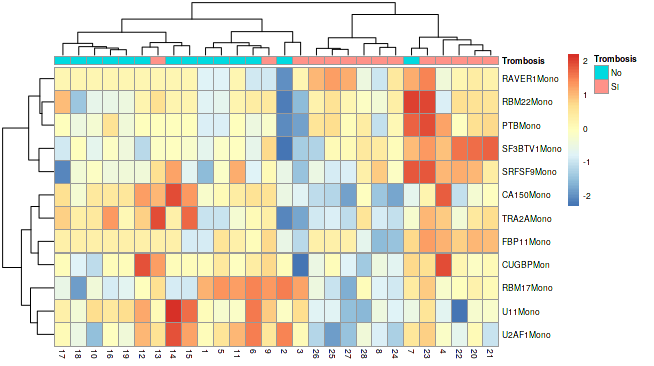 Trombosis
RAVER1Mono
RBM22Mono
PTBMono
SF3BTV1Mono
SRFSF9Mono
CA150Mono
TRA2AMono
FBP11Mono
CUGBPMon
RBM17Mono
U11Mono
U2AF1Mono
17 18 10 16 19 12 13 14 15 1 5 11 6 9 2 3 26 25 27 28 8 24 7 23 4 22 20 21
2
1
0
-1
-2
Trombosis
No
SI